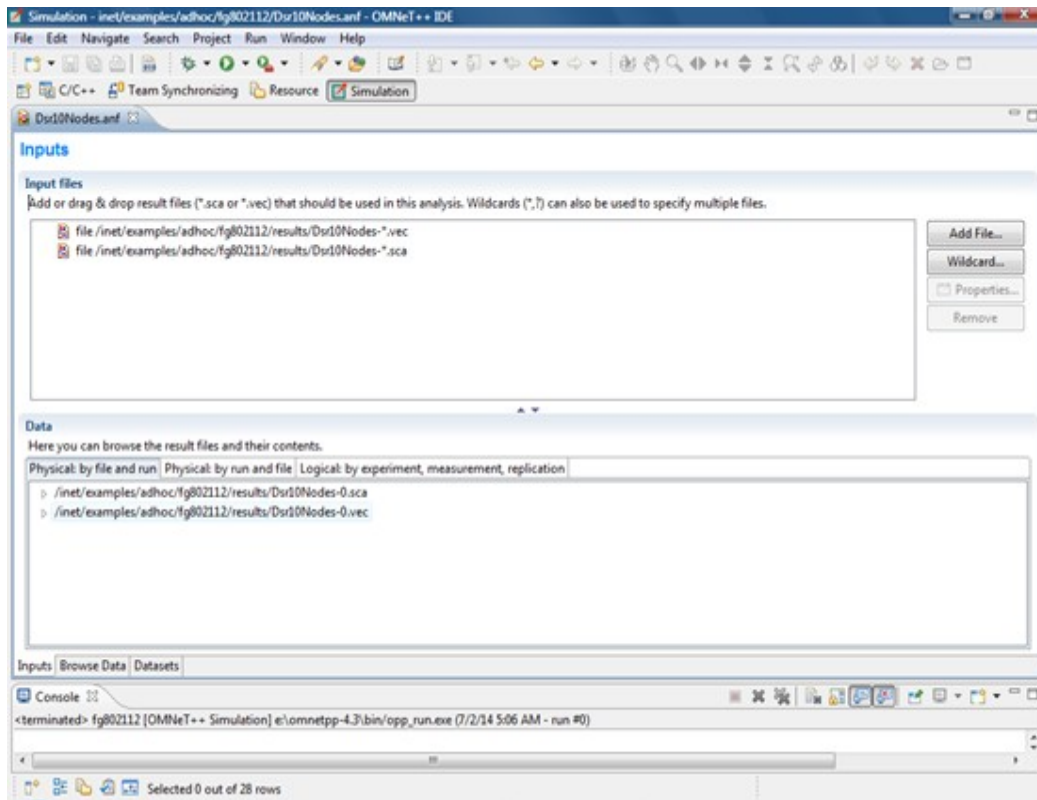 Simulation - inet/examples/adhoc/fg802112/Dsr10Nodes.anf - OMNeT++ IDE
File Edit Navigate Search Project Run Window Help
C/C++ Team Synchronizing Resource Simulation
Dsr10Nodes.anf
Inputs
Input files
Add or drag & drop result files (*.sca or *.vec) that should be used in this analysis. Wildcards (*,?) can also be used to specify multiple files.
file /inet/examples/adhoc/fg802112/results/Dsr10Nodes-*.vec
file /inet/examples/adhoc/fg802112/results/Dsr10Nodes-*.sca
Add File...
Wildcard...
Properties...
Remove
Data
Here you can browse the result files and their contents.
Physical: by file and run Physical: by run and file Logical: by experiment, measurement, replication
/inet/examples/adhoc/fg802112/results/Dsr10Nodes-0.sca
/inet/examples/adhoc/fg802112/results/Dsr10Nodes-0.vec
Inputs Browse Data Datasets
Console
<terminated> fg802112 [OMNeT++ Simulation] e:\omnetpp-4.3\bin/opp_run.exe (7/2/14 5:06 AM - run #0)
Selected 0 out of 28 rows